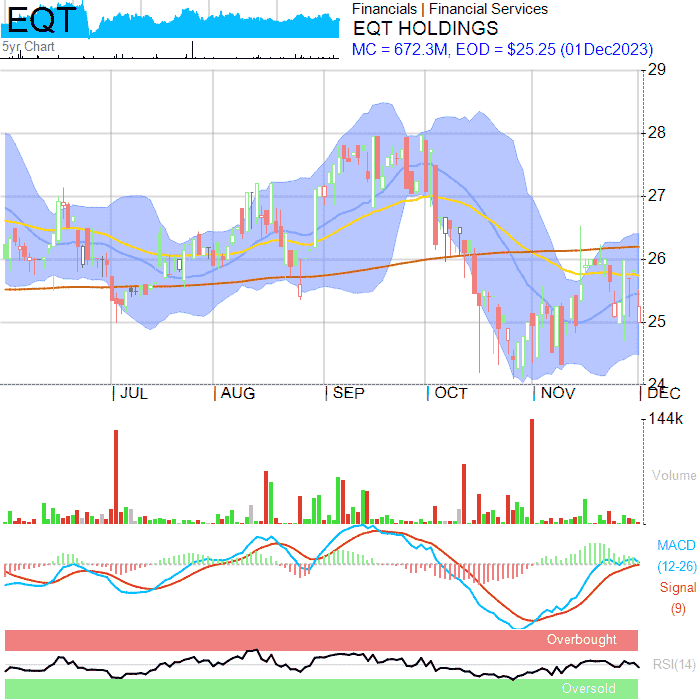 EQT
5yr Chart
Financials | Financial Services
EQT HOLDINGS
MC = 672.3M, EOD = $25.25 (01Dec2023)
29
28
27
26
25
24
JUL
AUG
SEP
OCT
NOV
DEC
144k
Volume
MACD
(12-26)
Signal
(9)
Overbought
RSI(14)
Oversold